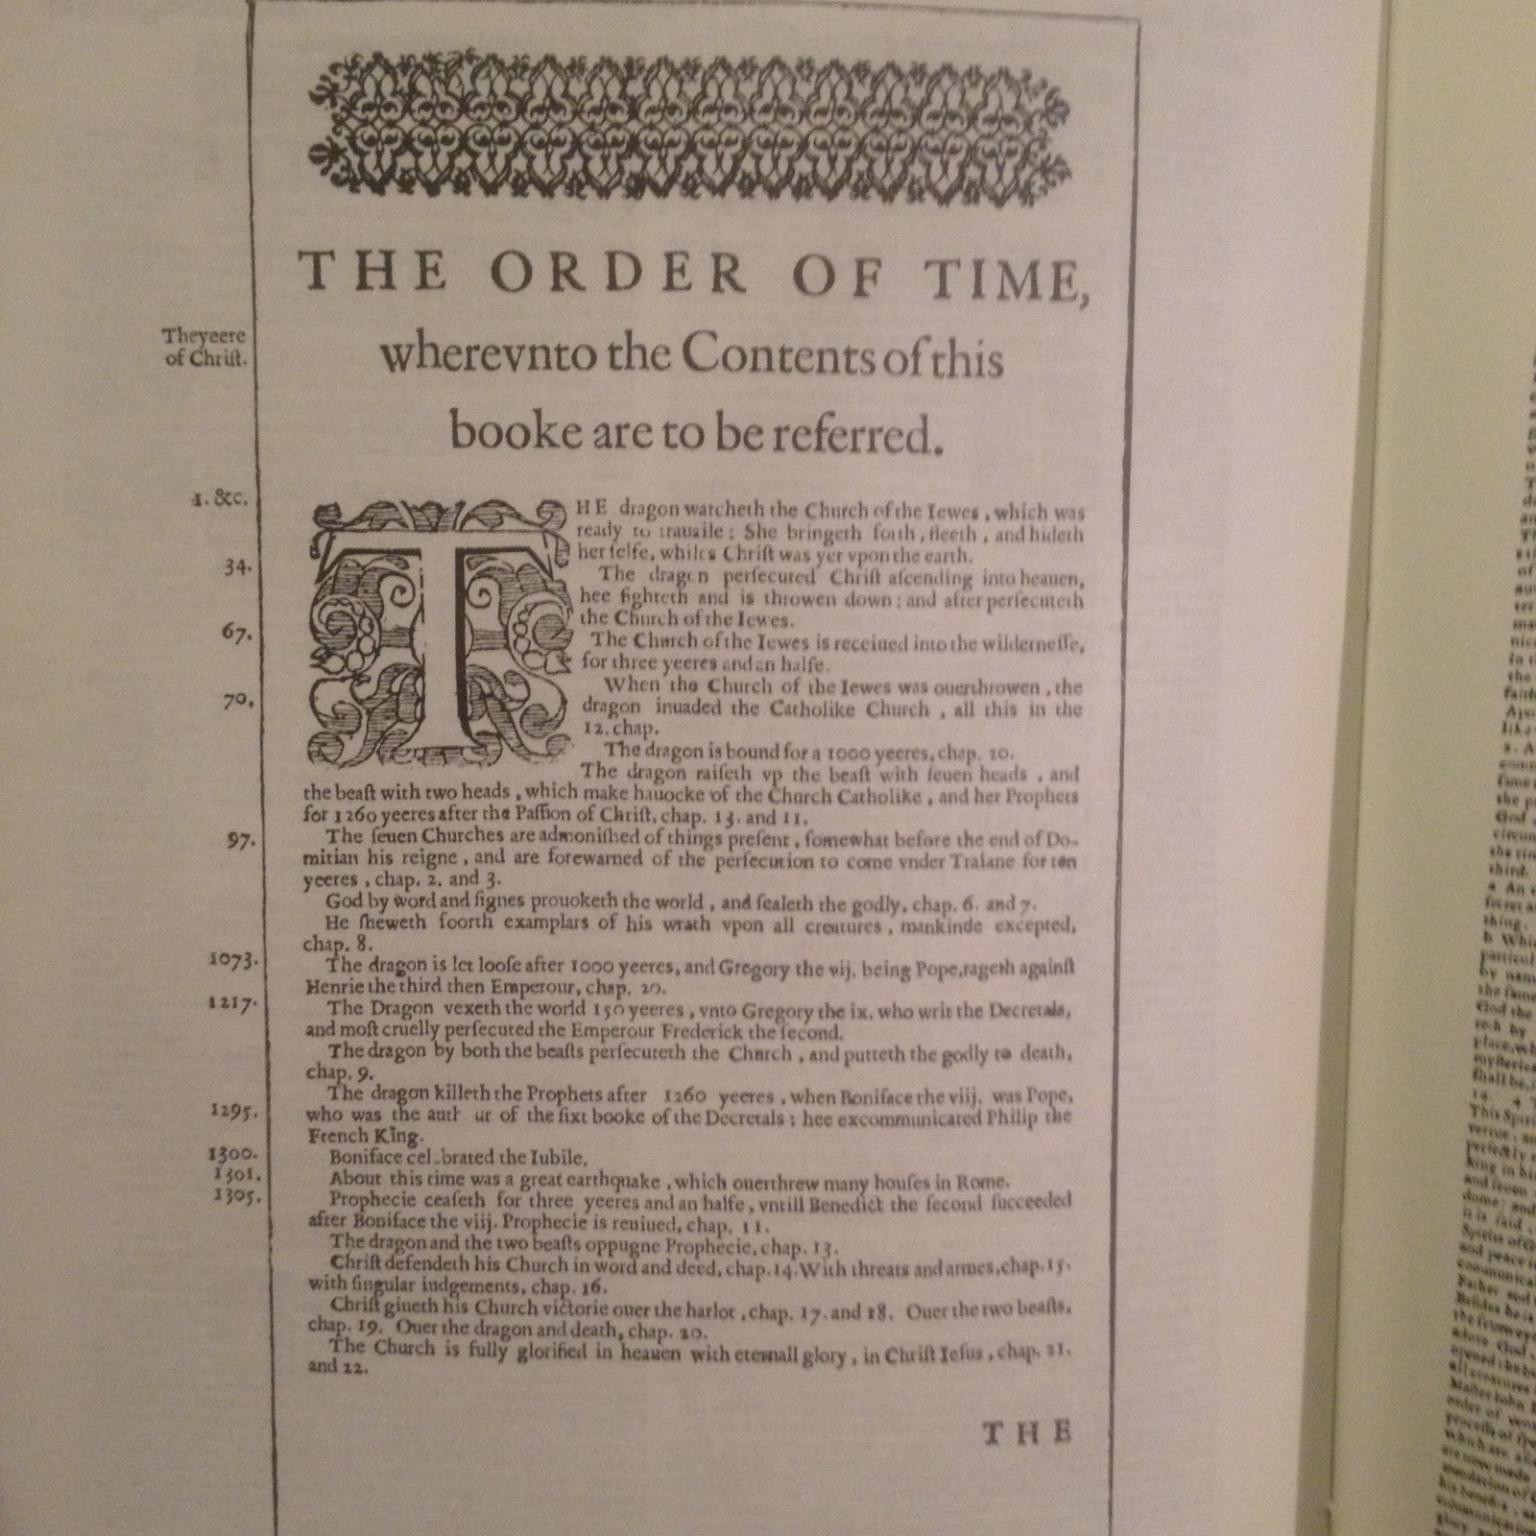 THE ORDER OF TIME,
Theyeere
of Chriſt.
wherevnto the Contents of this
booke are to be referred.
1. &c.
THE dragon watcheth the Church of the Iewes, which was
ready to trauaile: She bringeth forth, fleeth, and hideth
her ſelfe, whiles Chriſt was yet vpon the earth.
34.
The dragon perſecuted Chriſt aſcending into heauen,
hee fighteth and is throwen down: and after perſecuteth
the Church of the Iewes.
67.
The Church of the Iewes is receiued into the wilderneſſe,
for three yeeres and an halfe.
70.
When the Church of the Iewes was ouerthrowen, the
dragon inuaded the Catholike Church, all this in the
12. chap.
The dragon is bound for a 1000 yeeres, chap. 20.
The dragon raiſeth vp the beaſt with ſeuen heads, and
the beaſt with two heads, which make hauocke of the Church Catholike, and her Prophets
for 1260 yeeres after the Paſſion of Chriſt, chap. 13. and 11.
97.
The ſeuen Churches are admoniſhed of things preſent, ſomewhat before the end of Do-
mitian his reigne, and are forewarned of the perſecution to come vnder Traiane for ten
yeeres, chap. 2. and 3.
God by word and ſignes prouoketh the world, and ſealeth the godly, chap. 6. and 7.
He ſheweth foorth examplars of his wrath vpon all creatures, mankinde excepted,
chap. 8.
1073.
The dragon is let looſe after 1000 yeeres, and Gregory the vij. being Pope, rageth againſt
Henrie the third then Emperour, chap. 20.
1217.
The Dragon vexeth the world 150 yeeres, vnto Gregory the ix. who writ the Decretals,
and moſt cruelly perſecuted the Emperour Frederick the ſecond.
The dragon by both the beaſts perſecuteth the Church, and putteth the godly to death,
chap. 9.
The dragon killeth the Prophets after 1260 yeeres, when Boniface the viij. was Pope,
1295.
who was the auth ur of the ſixt booke of the Decretals: hee excommunicated Philip the
French King.
1300.
Boniface cel brated the Iubile.
1301.
About this time was a great earthquake, which ouerthrew many houſes in Rome.
1305.
Prophecie ceaſeth for three yeeres and an halfe, vntill Benedict the ſecond ſucceeded
after Boniface the viij. Prophecie is reuiued, chap. 11.
The dragon and the two beaſts oppugne Prophecie, chap. 13.
Chriſt defendeth his Church in word and deed, chap. 14. With threats and armes, chap. 15.
with ſingular iudgements, chap. 16.
Chriſt giueth his Church victorie ouer the harlot, chap. 17. and 18. Ouer the two beaſts,
chap. 19. Ouer the dragon and death, chap. 20.
The Church is fully glorified in heauen with eternall glory, in Chriſt Ieſus, chap. 21.
and 22.
THE